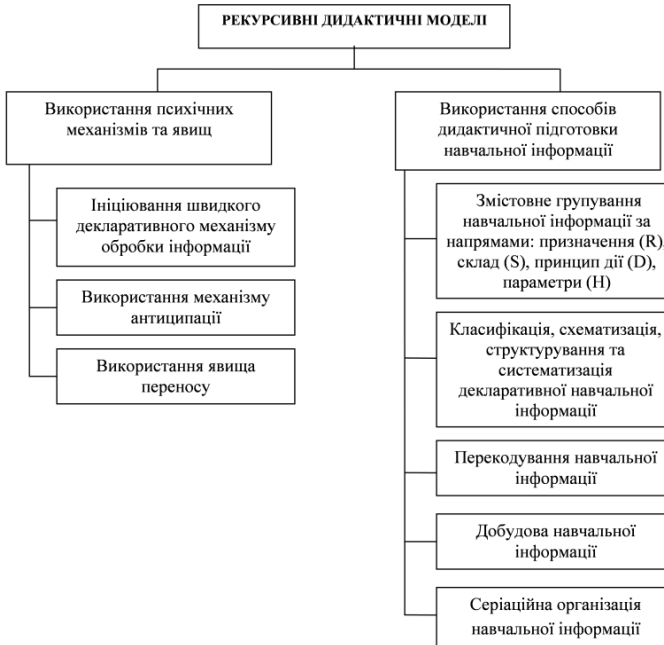 РЕКУРСИВНІ ДИДАКТИЧНІ МОДЕЛІ
Використання психічних
механізмів та явищ
Ініціювання швидкого
декларативного механізму
обробки інформації
Використання механізму
антиципації
Використання явища
переносу
Використання способів
дидактичної підготовки
навчальної інформації
Змістовне групування
навчальної інформації за
напрямами: призначення (R),
склад (S), принцип дії (D),
параметри (H)
Класифікація, схематизація,
структурування та
систематизація
декларативної навчальної
інформації
Перекодування навчальної
інформації
Добудова навчальної
інформації
Серіаційна організація
навчальної інформації